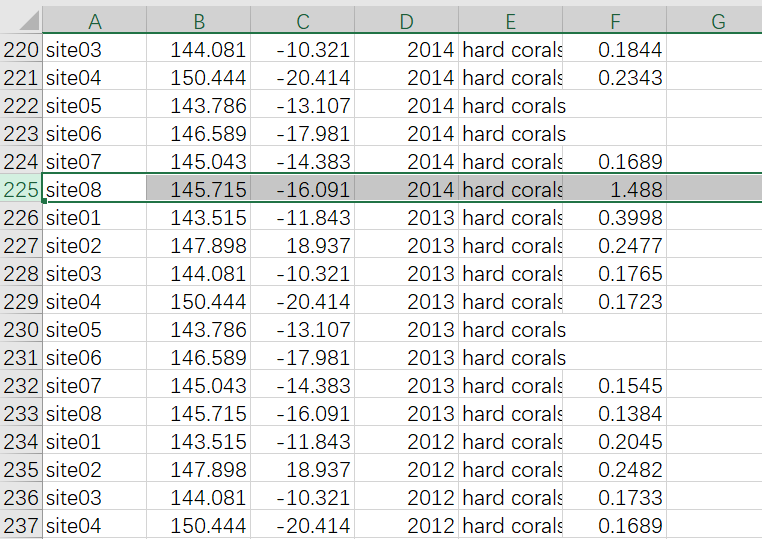 A B C D E F G
220 site03 144.081 -10.321 2014 hard corals 0.1844
221 site04 150.444 -20.414 2014 hard corals 0.2343
222 site05 143.786 -13.107 2014 hard corals
223 site06 146.589 -17.981 2014 hard corals
224 site07 145.043 -14.383 2014 hard corals 0.1689
225 site08 145.715 -16.091 2014 hard corals 1.488
226 site01 143.515 -11.843 2013 hard corals 0.3998
227 site02 147.898 18.937 2013 hard corals 0.2477
228 site03 144.081 -10.321 2013 hard corals 0.1765
229 site04 150.444 -20.414 2013 hard corals 0.1723
230 site05 143.786 -13.107 2013 hard corals
231 site06 146.589 -17.981 2013 hard corals
232 site07 145.043 -14.383 2013 hard corals 0.1545
233 site08 145.715 -16.091 2013 hard corals 0.1384
234 site01 143.515 -11.843 2012 hard corals 0.2045
235 site02 147.898 18.937 2012 hard corals 0.2482
236 site03 144.081 -10.321 2012 hard corals 0.1733
237 site04 150.444 -20.414 2012 hard corals 0.1689